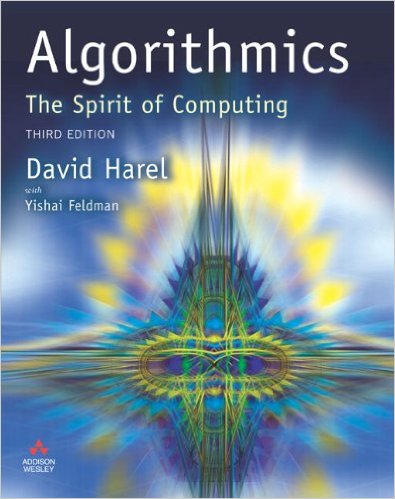 Algorithmics
The Spirit of Computing
THIRD EDITION
David Harel
with
Yishai Feldman
ADDISON
WESLEY